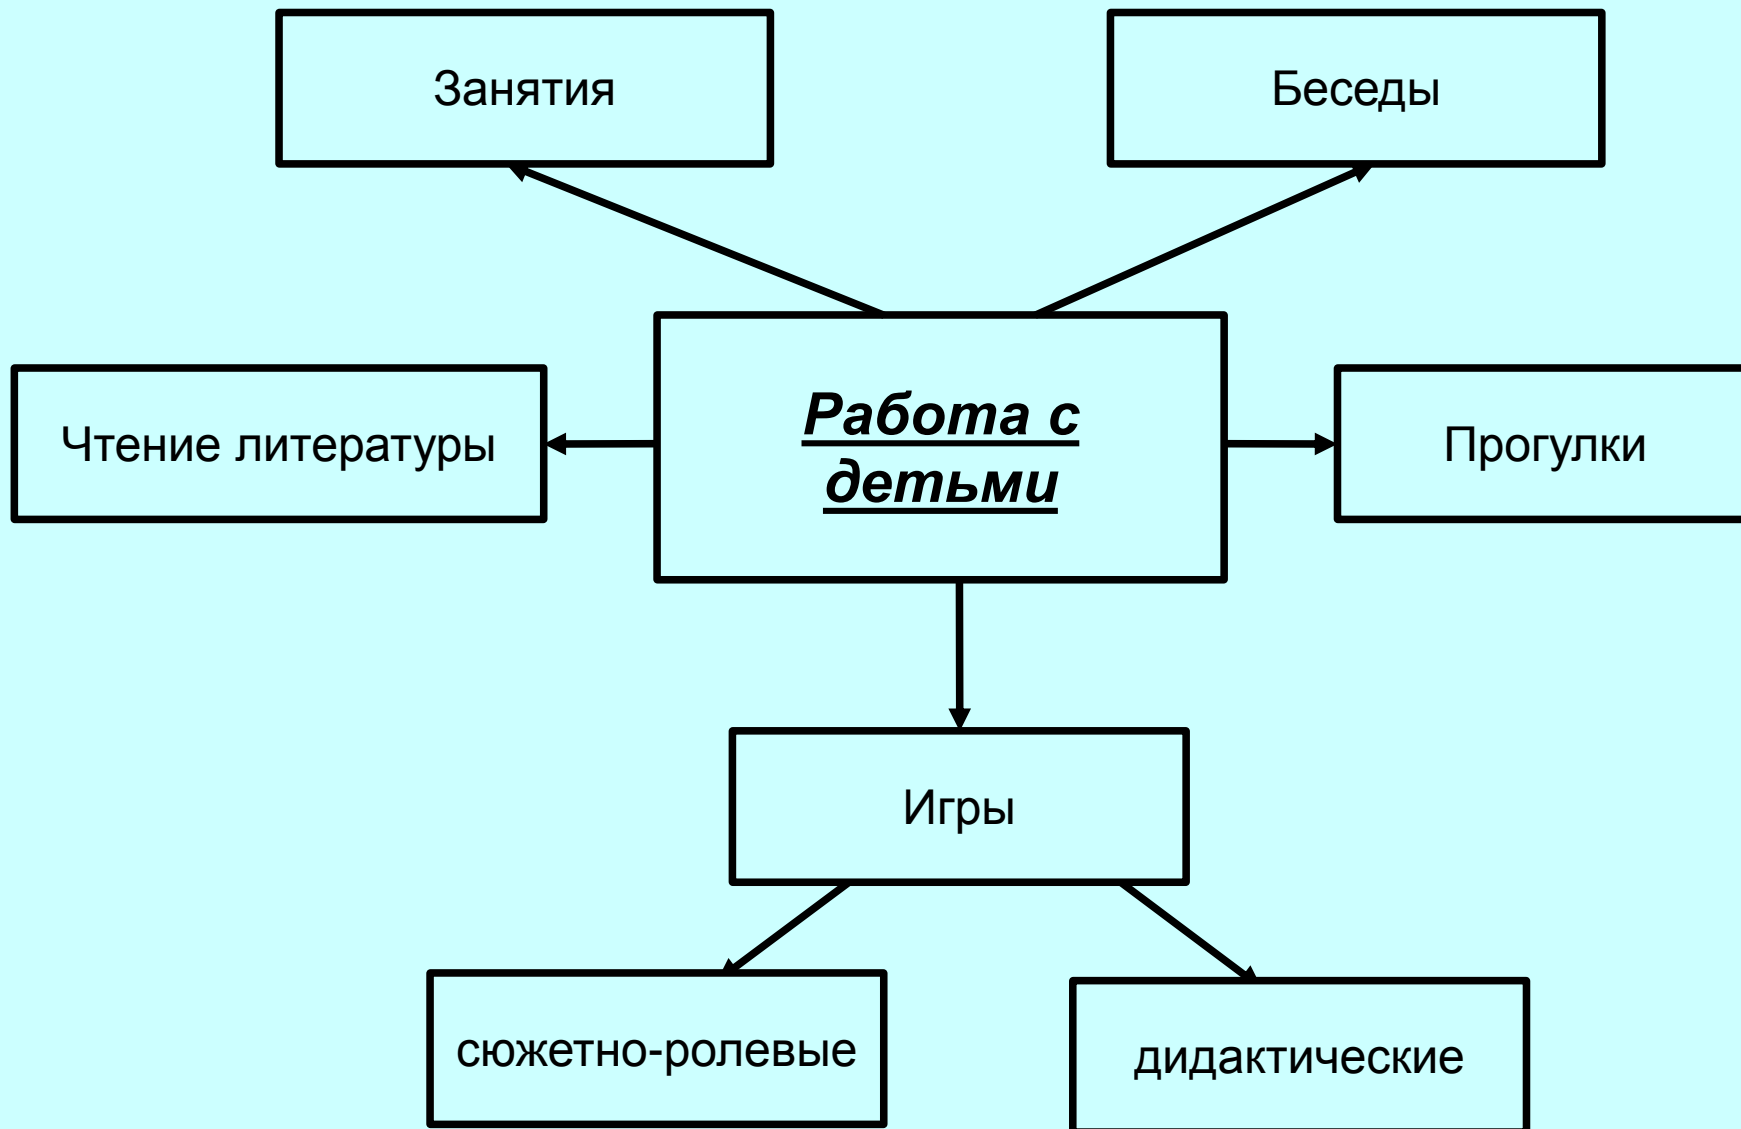 Занятия
Беседы
Чтение литературы
Работа с
детьми
Прогулки
Игры
сюжетно-ролевые
дидактические